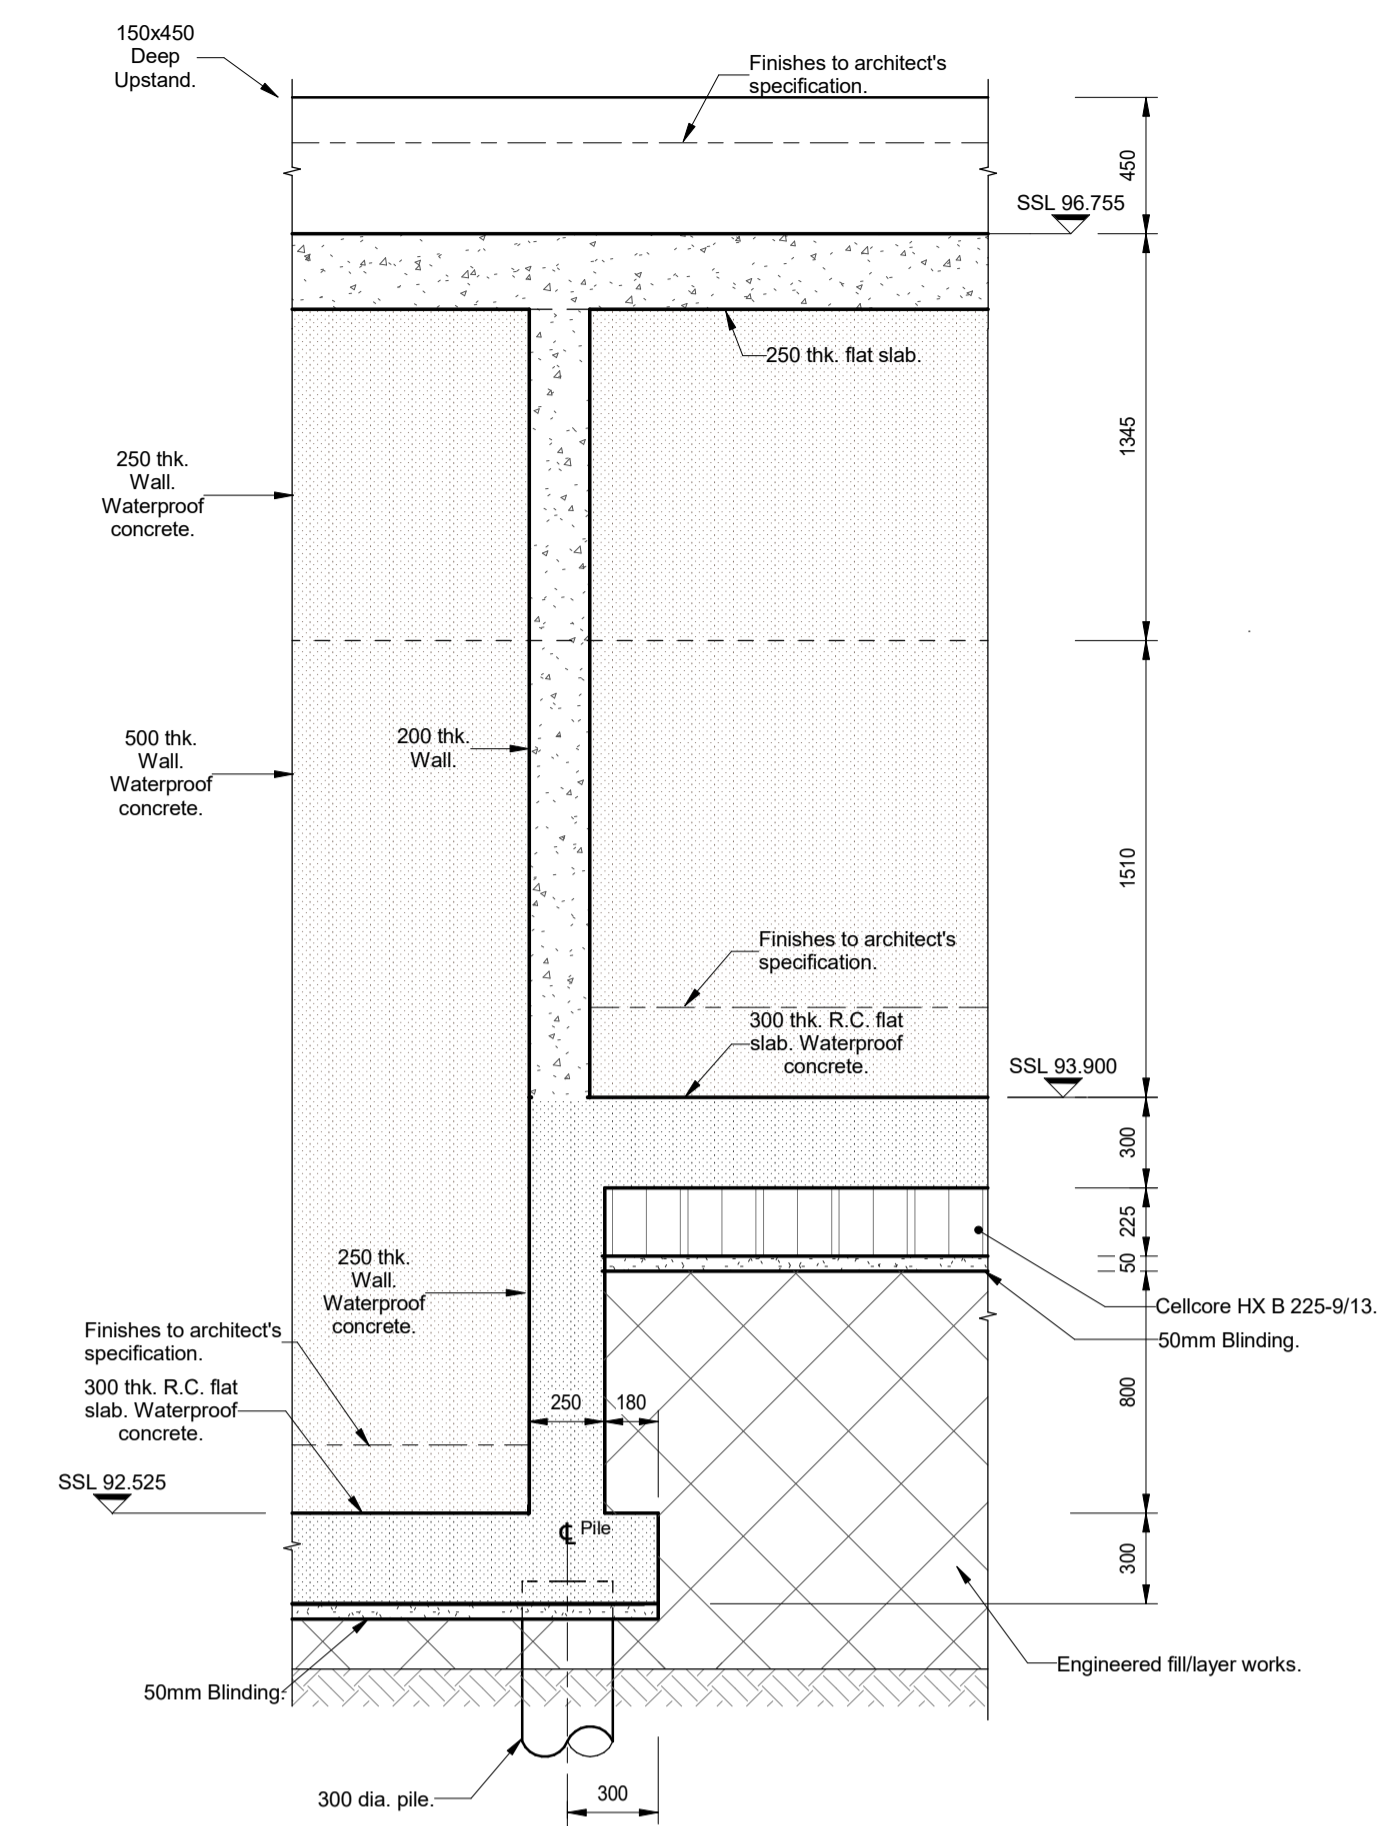 150x450
Deep
Upstand.
Finishes to architect's
specification.
450
SSL 96.755
250 thk. flat slab.
1345
250 thk.
Wall.
Waterproof
concrete.
500 thk.
Wall.
Waterproof
concrete.
200 thk.
Wall.
1510
Finishes to architect's
specification.
300 thk. R.C. flat
slab. Waterproof
concrete.
SSL 93.900
300
225
50
250 thk.
Wall.
Waterproof
concrete.
Cellcore HX B 225-9/13.
50mm Blinding.
Finishes to architect's
specification.
300 thk. R.C. flat
slab. Waterproof
concrete.
250
180
800
SSL 92.525
℄ Pile
300
Engineered fill/layer works.
50mm Blinding.
300 dia. pile.
300